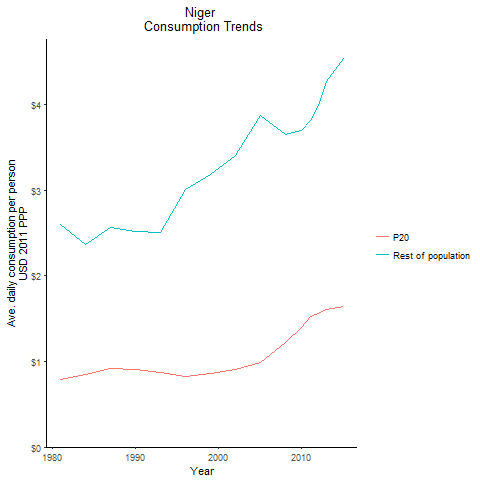 Niger
Consumption Trends
Ave. daily consumption per person
USD 2011 PPP
$4
$3
$2
$1
$0
1980
1990
2000
2010
Year
P20
Rest of population